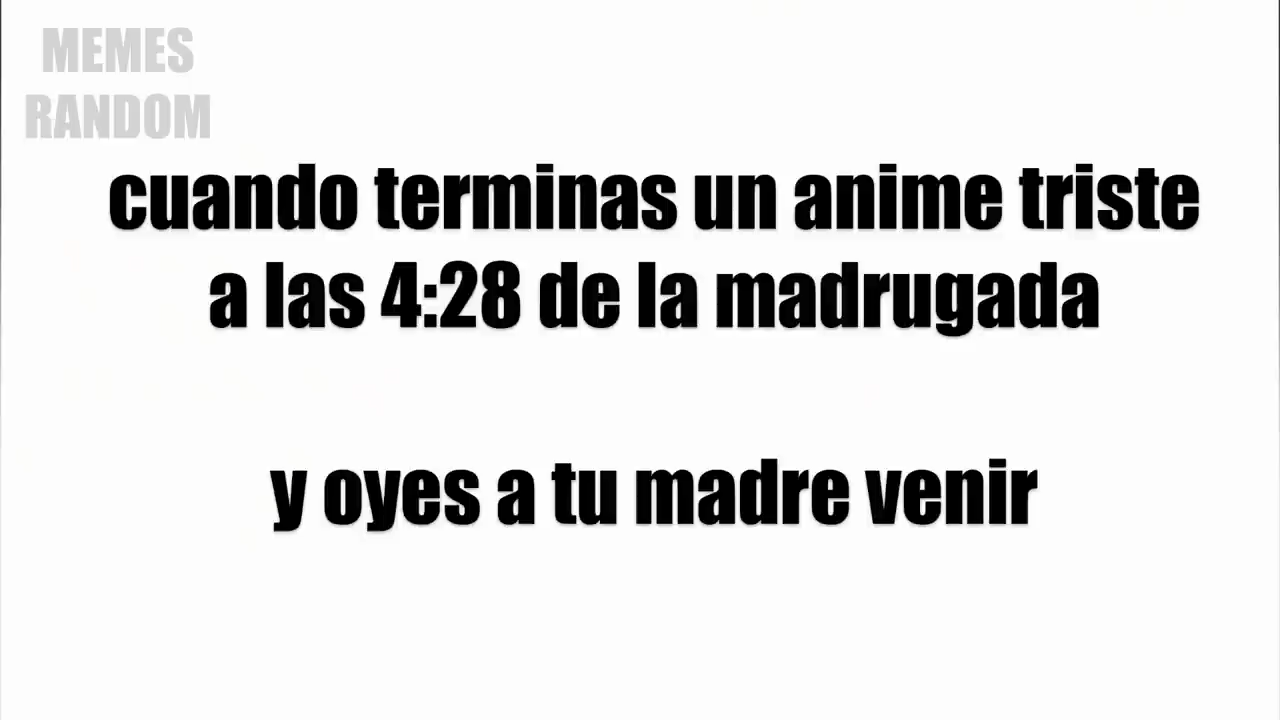 MEMES
RANDOM
cuando terminas un anime triste
a las 4:28 de la madrugada
y oyes a tu madre venir